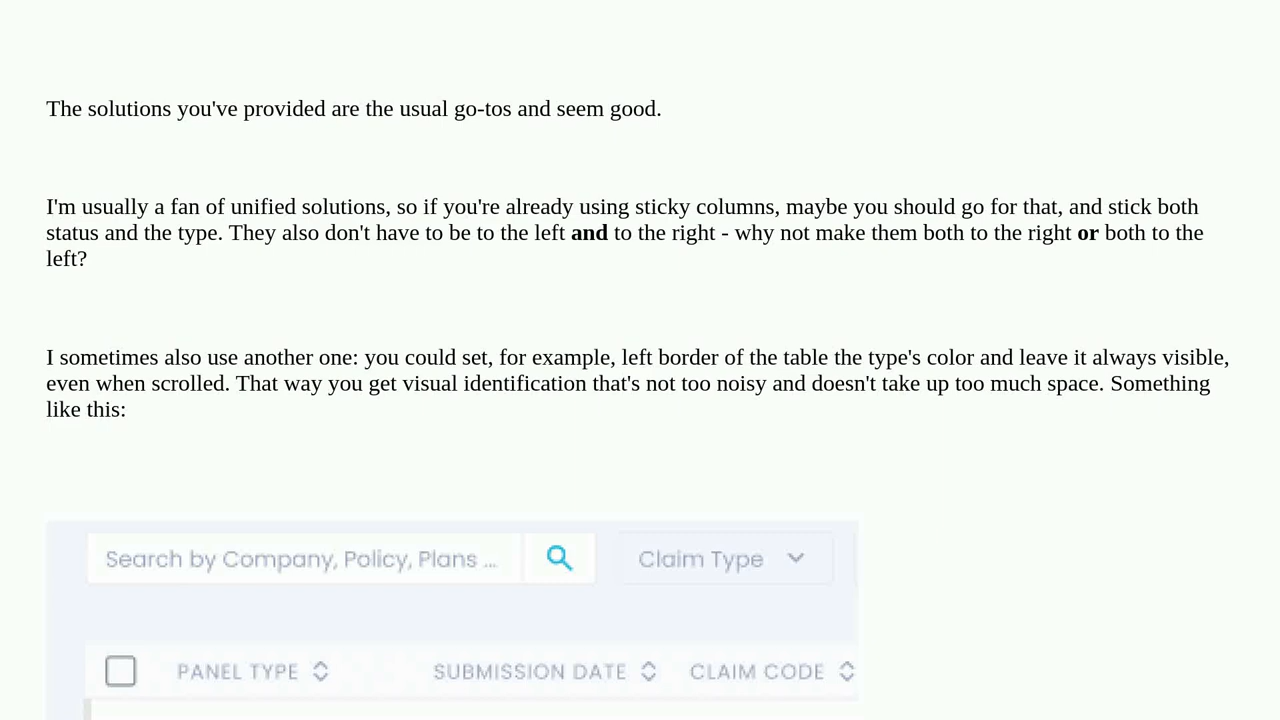 The solutions you've provided are the usual go-tos and seem good.
I'm usually a fan of unified solutions, so if you're already using sticky columns, maybe you should go for that, and stick both
status and the type. They also don't have to be to the left and to the right - why not make them both to the right or both to the
left?
I sometimes also use another one: you could set, for example, left border of the table the type's color and leave it always visible,
even when scrolled. That way you get visual identification that's not too noisy and doesn't take up too much space. Something
like this:
Search by Company, Policy, Plans ... Claim Type
PANEL TYPE SUBMISSION DATE CLAIM CODE